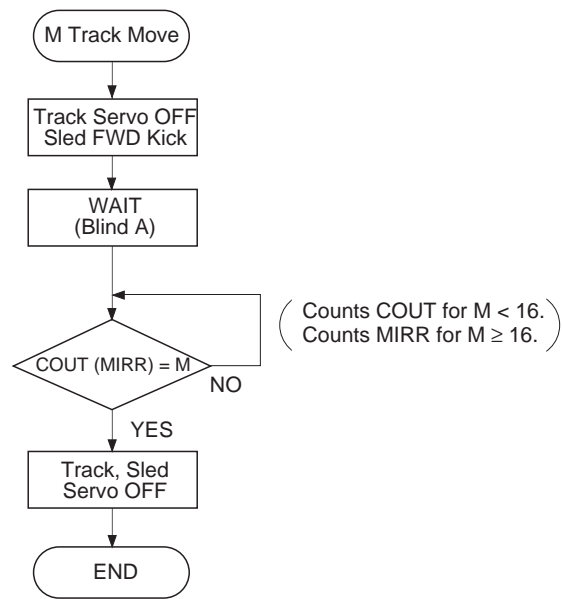 M Track Move
Track Servo OFF
Sled FWD Kick
WAIT
(Blind A)
Counts COUT for M < 16.
Counts MIRR for M ≥ 16.
COUT (MIRR) = M
NO
YES
Track, Sled
Servo OFF
END